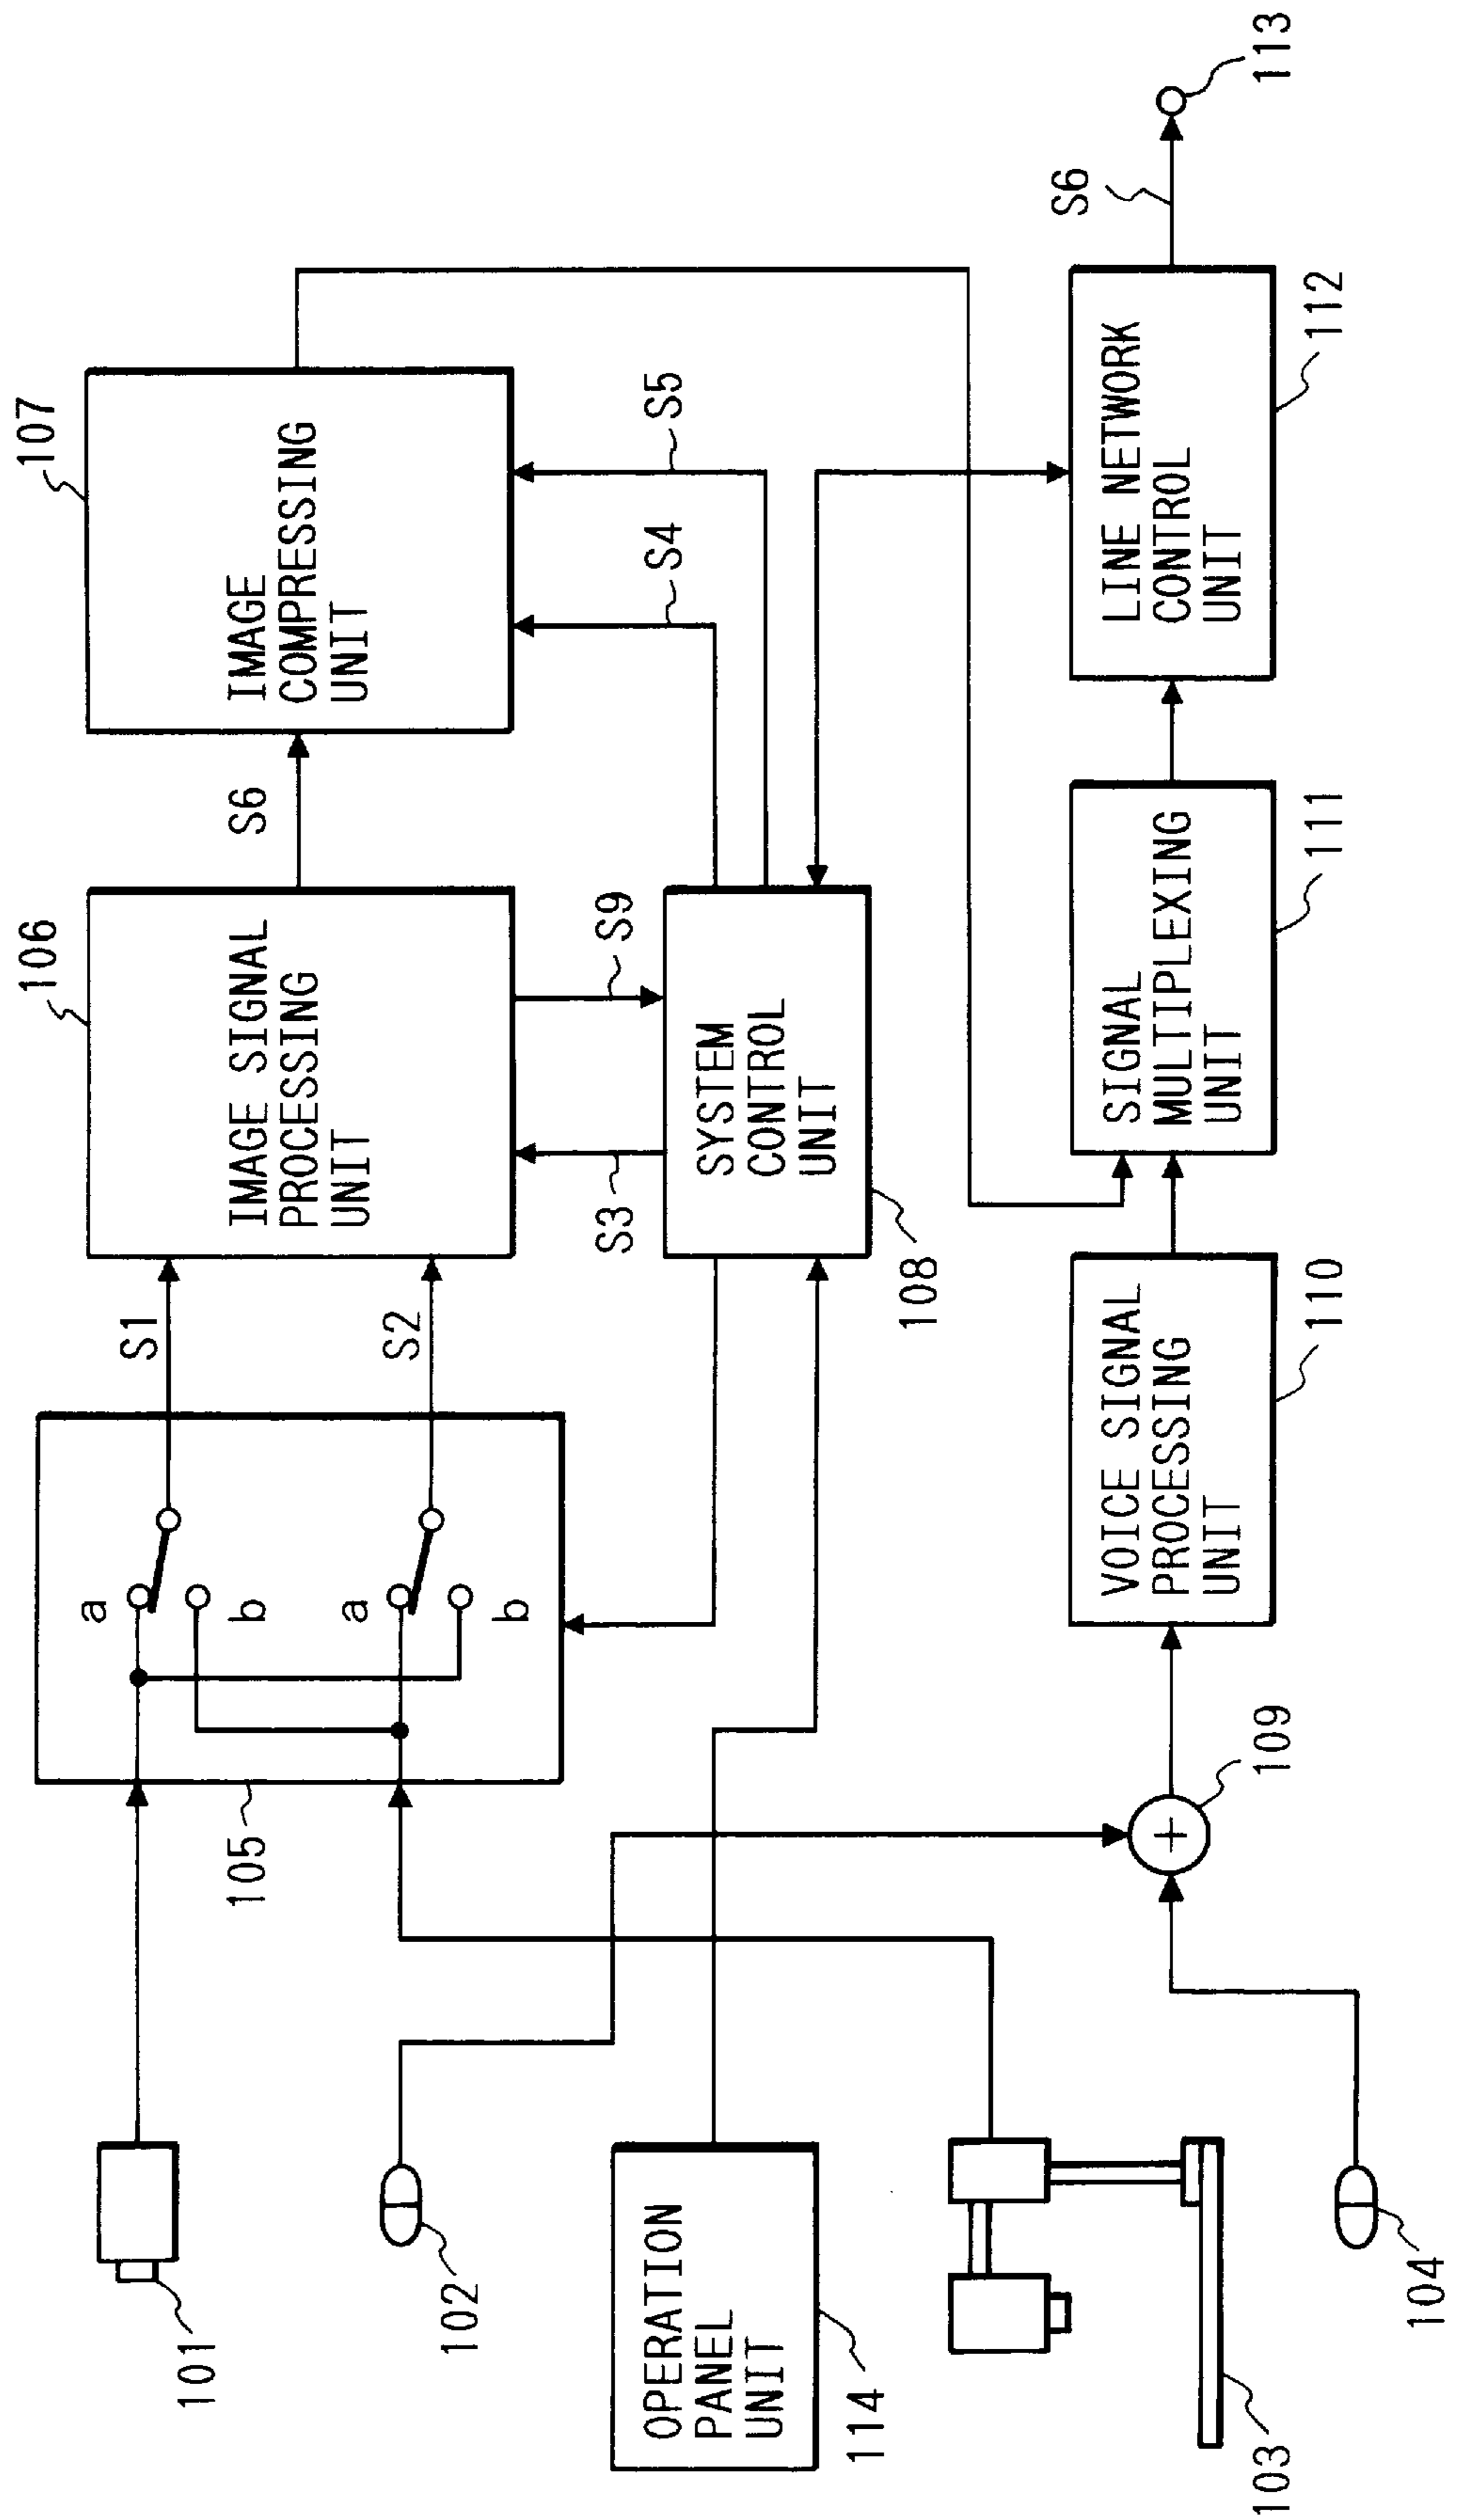 101
102
OPERATION
PANEL
UNIT
114
103
104
105
a
b
a
b
109
S1
S2
106
IMAGE SIGNAL
PROCESSING
UNIT
S3
S9
SYSTEM
CONTROL
UNIT
108
VOICE SIGNAL
PROCESSING
UNIT
110
S6
107
IMAGE
COMPRESSING
UNIT
S4
S5
SIGNAL
MULTIPLEXING
UNIT
111
LINE NETWORK
CONTROL
UNIT
112
S6
113